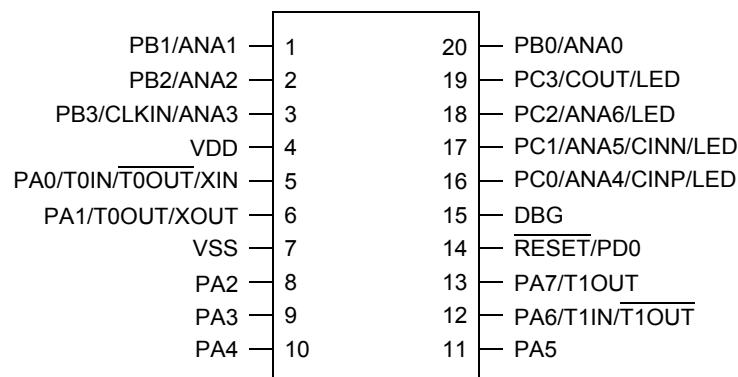 PB1/ANA1 1 20 PB0/ANA0
PB2/ANA2 2 19 PC3/COUT/LED
PB3/CLKIN/ANA3 3 18 PC2/ANA6/LED
VDD 4 17 PC1/ANA5/CINN/LED
PA0/T0IN/T0OUT/XIN 5 16 PC0/ANA4/CINP/LED
PA1/T0OUT/XOUT 6 15 DBG
VSS 7 14 RESET/PD0
PA2 8 13 PA7/T1OUT
PA3 9 12 PA6/T1IN/T1OUT
PA4 10 11 PA5